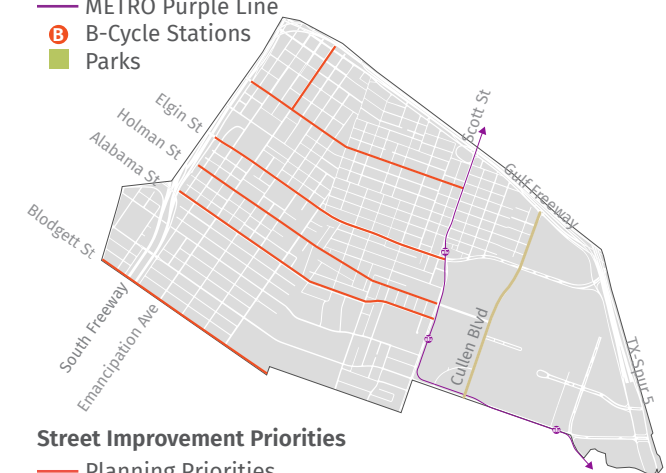 METRO Purple Line
B
B-Cycle Stations
Parks
Elgin St
Holman St
Alabama St
Blodgett St
Scott St
Gulf Freeway
South Freeway
Emancipation Ave
Cullen Blvd
TX-Spur 5
Street Improvement Priorities
Planning Priorities